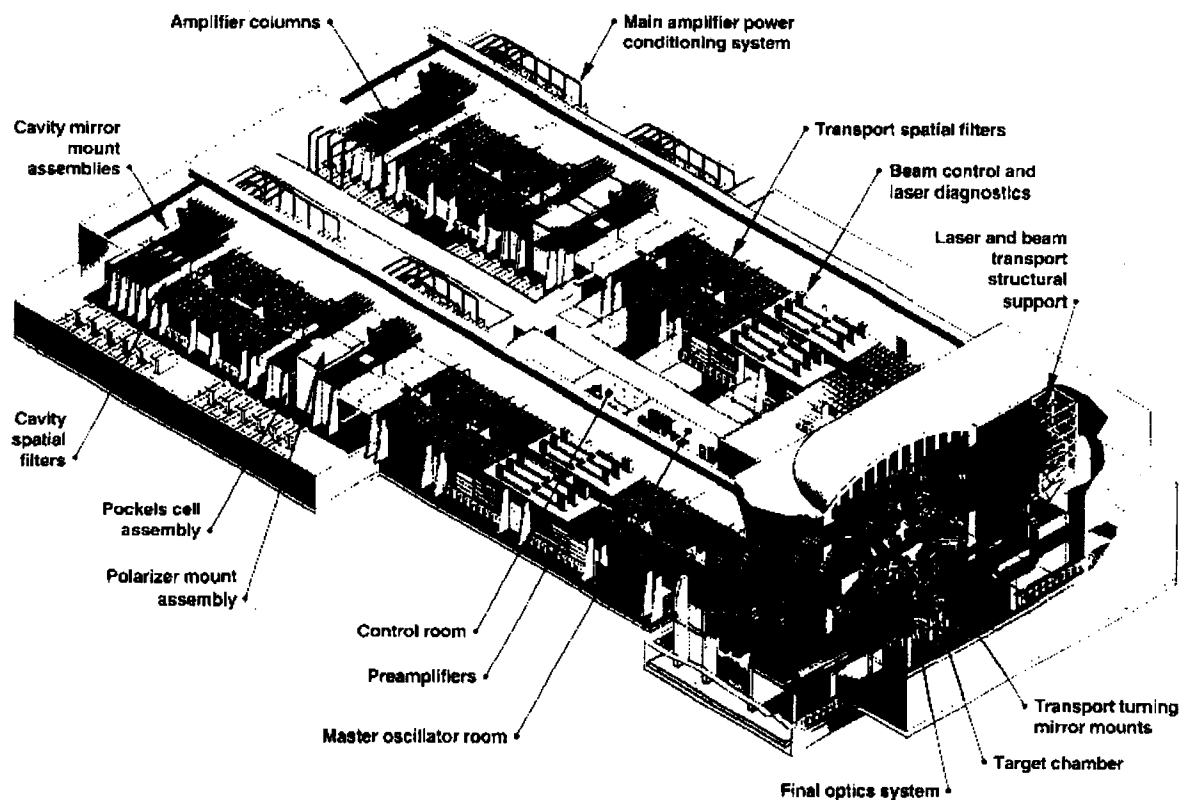 Amplifier columns
Main amplifier power
conditioning system
Cavity mirror
mount
assemblies
Transport spatial filters
Beam control and
laser diagnostics
Laser and beam
transport
structural
support
Cavity
spatial
filters
Pockels cell
assembly
Polarizer mount
assembly
Control room
Preamplifiers
Master oscillator room
Transport turning
mirror mounts
Target chamber
Final optics system